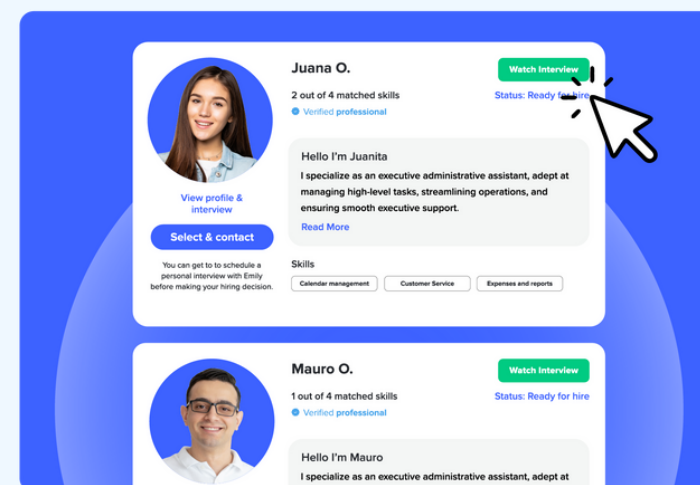 Juana O.
Watch Interview
2 out of 4 matched skills
Status: Ready for hire
Verified professional
Hello I'm Juanita
I specialize as an executive administrative assistant, adept at
managing high-level tasks, streamlining operations, and
ensuring smooth executive support.
Read More
View profile &
interview
Select & contact
You can get to to schedule a
personal interview with Emily
before making your hiring decision.
Skills
Calendar management
Customer Service
Expenses and reports
Mauro O.
Watch Interview
1 out of 4 matched skills
Status: Ready for hire
Verified professional
Hello I'm Mauro
I specialize as an executive administrative assistant, adept at